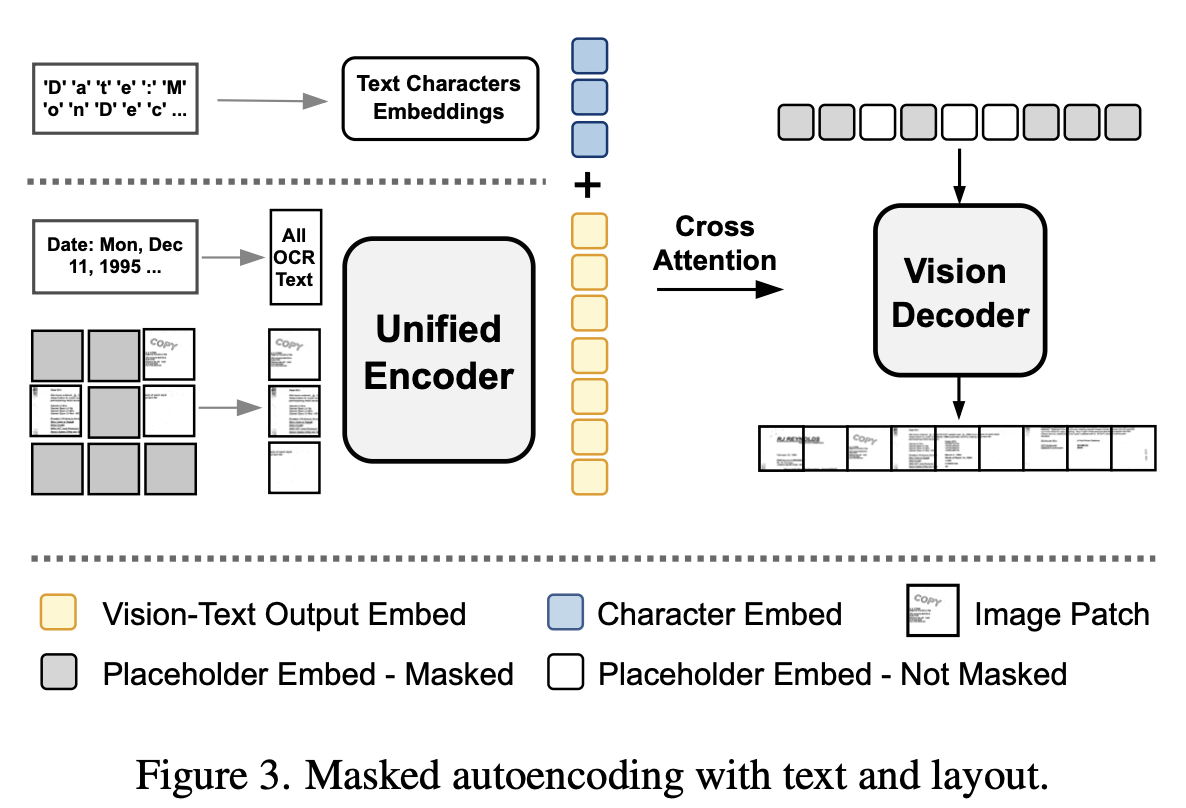 'D' 'a' 't' 'e' ':' 'M'
'o' 'n' 'D' 'e' 'c' ...
Text Characters
Embeddings
+
Date: Mon, Dec
11, 1995 ...
All
OCR
Text
COPY
COPY
Unified
Encoder
Cross
Attention
Vision
Decoder
RJ REYNOLDS
COPY
Vision-Text Output Embed
Character Embed
COPY
Image Patch
Placeholder Embed - Masked
Placeholder Embed - Not Masked
Figure 3. Masked autoencoding with text and layout.